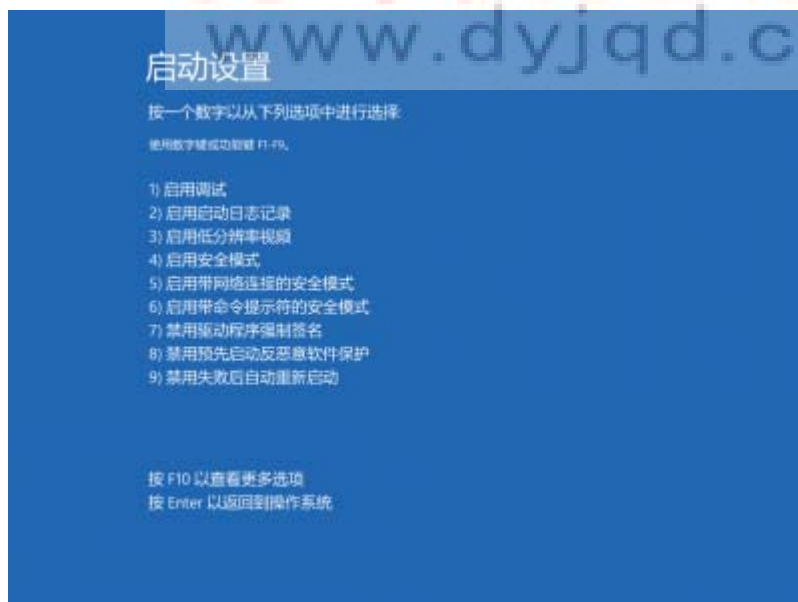 www.dyjqd.c
启动设置
按一个数字以从下列选项中进行选择:
使用数字键或功能键 F1-F9。
1) 启用调试
2) 启用启动日志记录
3) 启用低分辨率视频
4) 启用安全模式
5) 启用带网络连接的安全模式
6) 启用带命令提示符的安全模式
7) 禁用驱动程序强制签名
8) 禁用预先启动反恶意软件保护
9) 禁用失败后自动重新启动
按 F10 以查看更多选项
按 Enter 以返回到操作系统